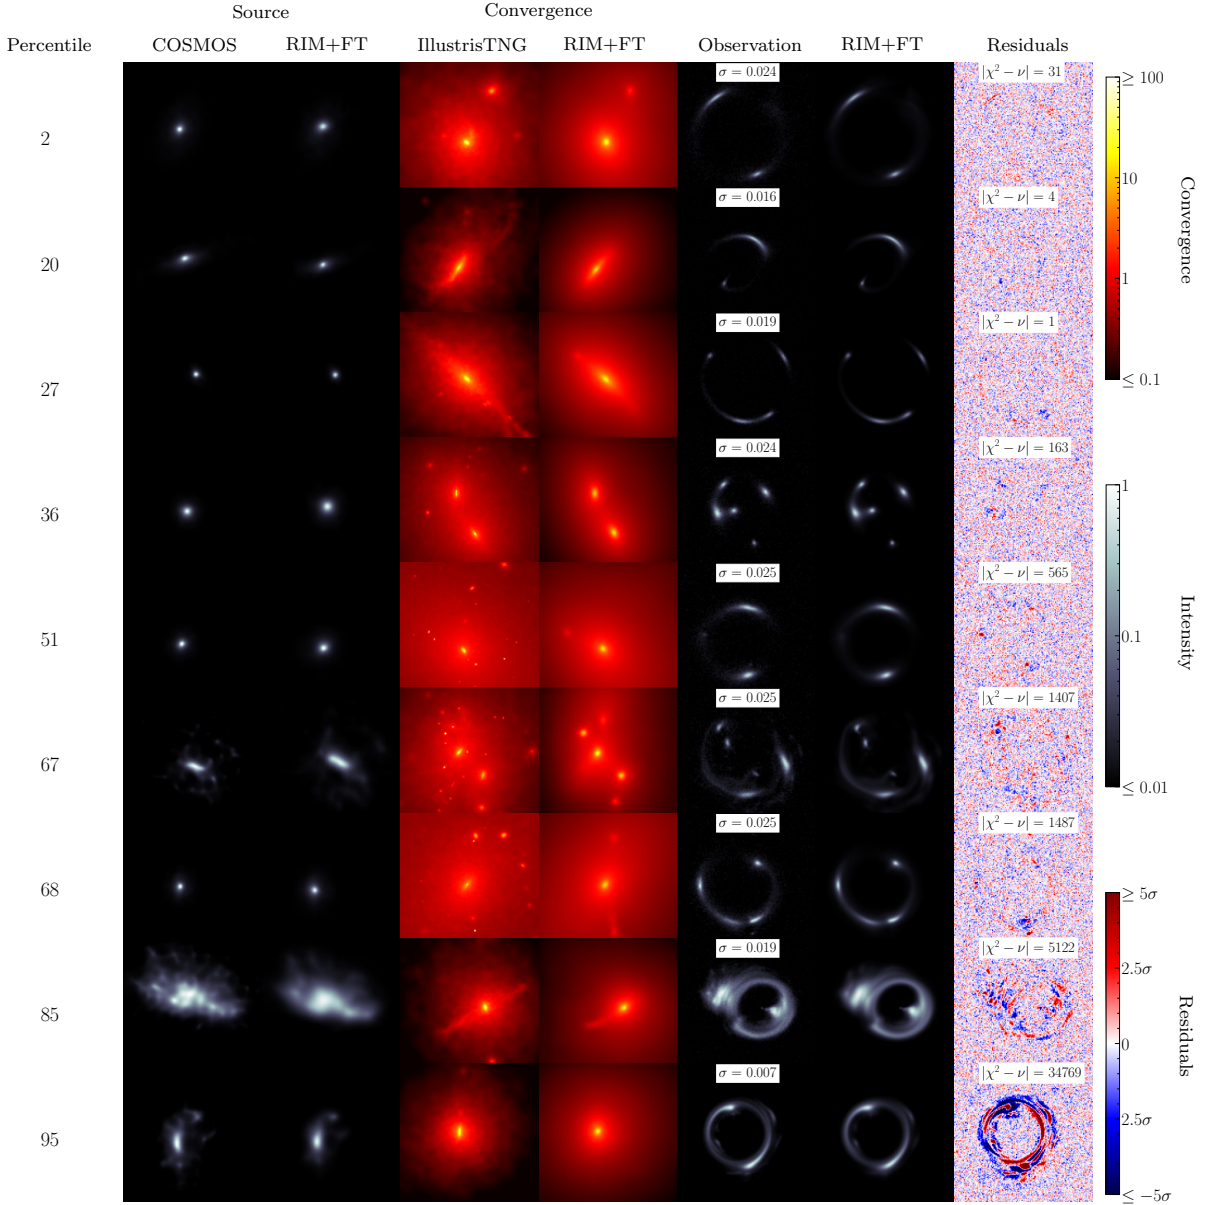 Source Convergence
Percentile COSMOS RIM+FT IllustrisTNG RIM+FT Observation RIM+FT Residuals
2 σ = 0.024 |χ² − ν| = 31
20 σ = 0.016 |χ² − ν| = 4
27 σ = 0.019 |χ² − ν| = 1
36 σ = 0.024 |χ² − ν| = 163
51 σ = 0.025 |χ² − ν| = 565
67 σ = 0.025 |χ² − ν| = 1407
68 σ = 0.025 |χ² − ν| = 1487
85 σ = 0.019 |χ² − ν| = 5122
95 σ = 0.007 |χ² − ν| = 34769
≥ 100
10
1
≤ 0.1
Convergence
1
0.1
≤ 0.01
Intensity
≥ 5σ
2.5σ
0
2.5σ
≤ −5σ
Residuals